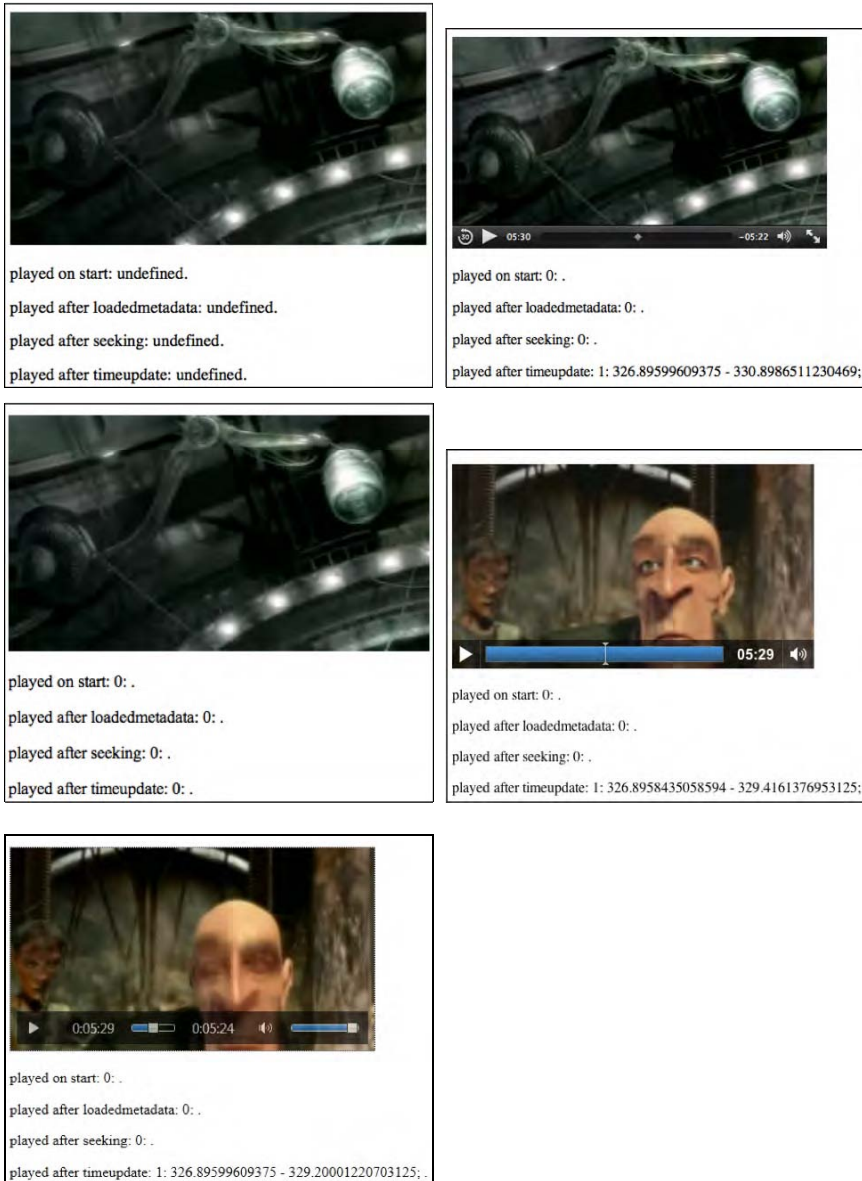 played on start: undefined.
played after loadedmetadata: undefined.
played after seeking: undefined.
played after timeupdate: undefined.
30 05:30 -05:22
played on start: 0: .
played after loadedmetadata: 0: .
played after seeking: 0: .
played after timeupdate: 1: 326.89599609375 - 330.8986511230469;
played on start: 0: .
played after loadedmetadata: 0: .
played after seeking: 0: .
played after timeupdate: 0: .
05:29
played on start: 0: .
played after loadedmetadata: 0: .
played after seeking: 0: .
played after timeupdate: 1: 326.8958435058594 - 329.4161376953125;
0:05:29 0:05:24
played on start: 0: .
played after loadedmetadata: 0: .
played after seeking: 0: .
played after timeupdate: 1: 326.89599609375 - 329.20001220703125; .